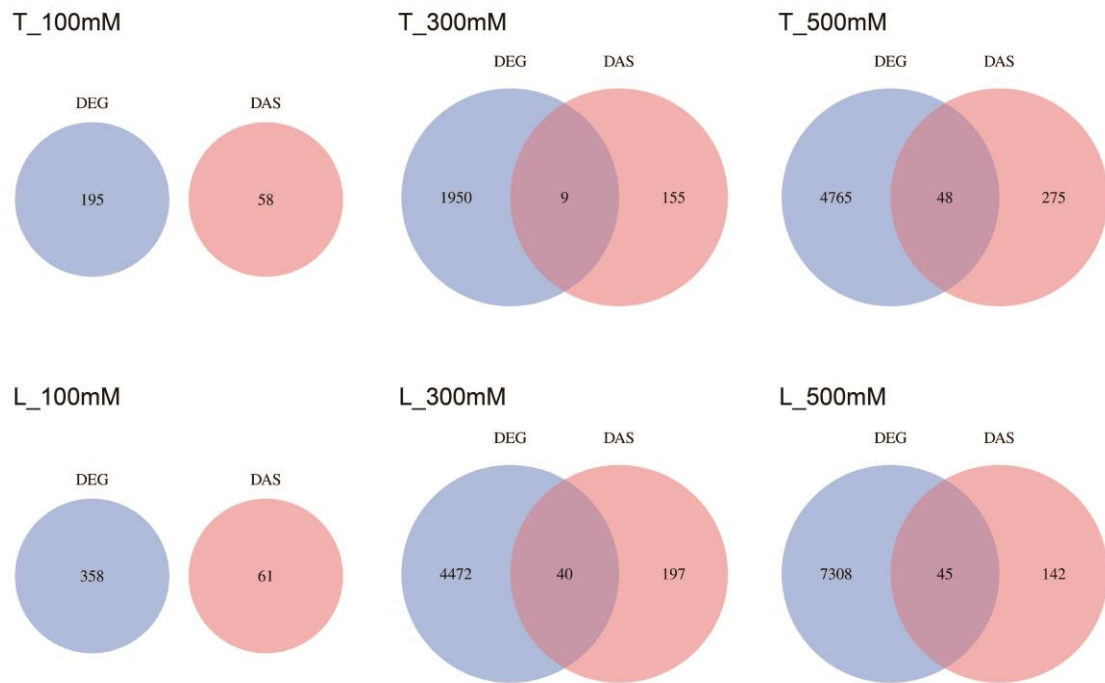 T_100mM
DEG DAS
195 58
T_300mM
DEG DAS
1950 9 155
T_500mM
DEG DAS
4765 48 275
L_100mM
DEG DAS
358 61
L_300mM
DEG DAS
4472 40 197
L_500mM
DEG DAS
7308 45 142